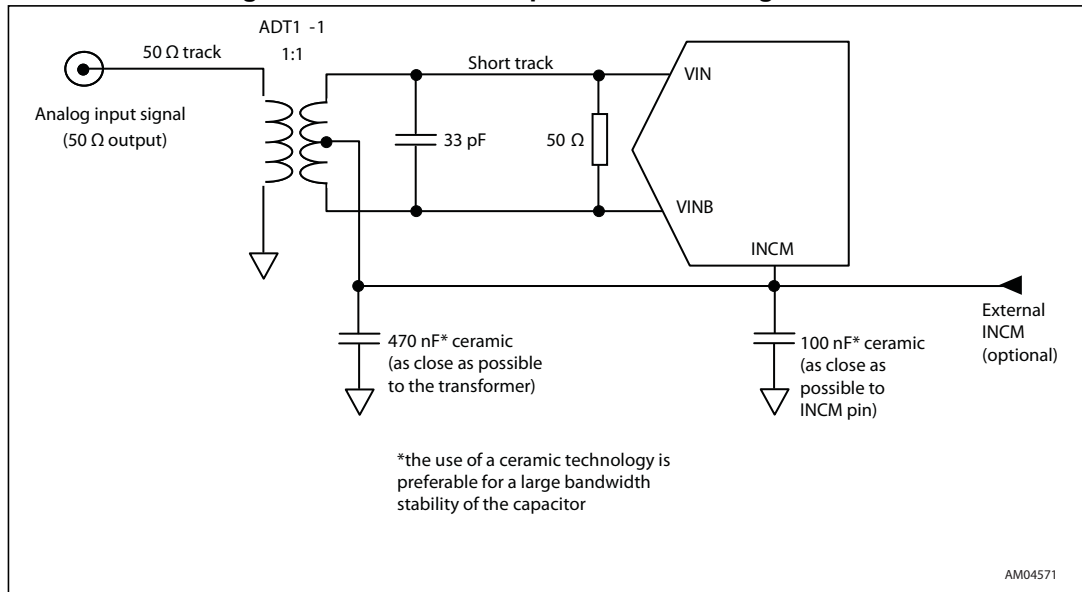 ADT1 -1
1:1
50 Ω track
Short track
VIN
Analog input signal
(50 Ω output)
33 pF
50 Ω
VINB
INCM
External
INCM
(optional)
470 nF* ceramic
(as close as possible
to the transformer)
100 nF* ceramic
(as close as
possible to
INCM pin)
*the use of a ceramic technology is
preferable for a large bandwidth
stability of the capacitor
AM04571